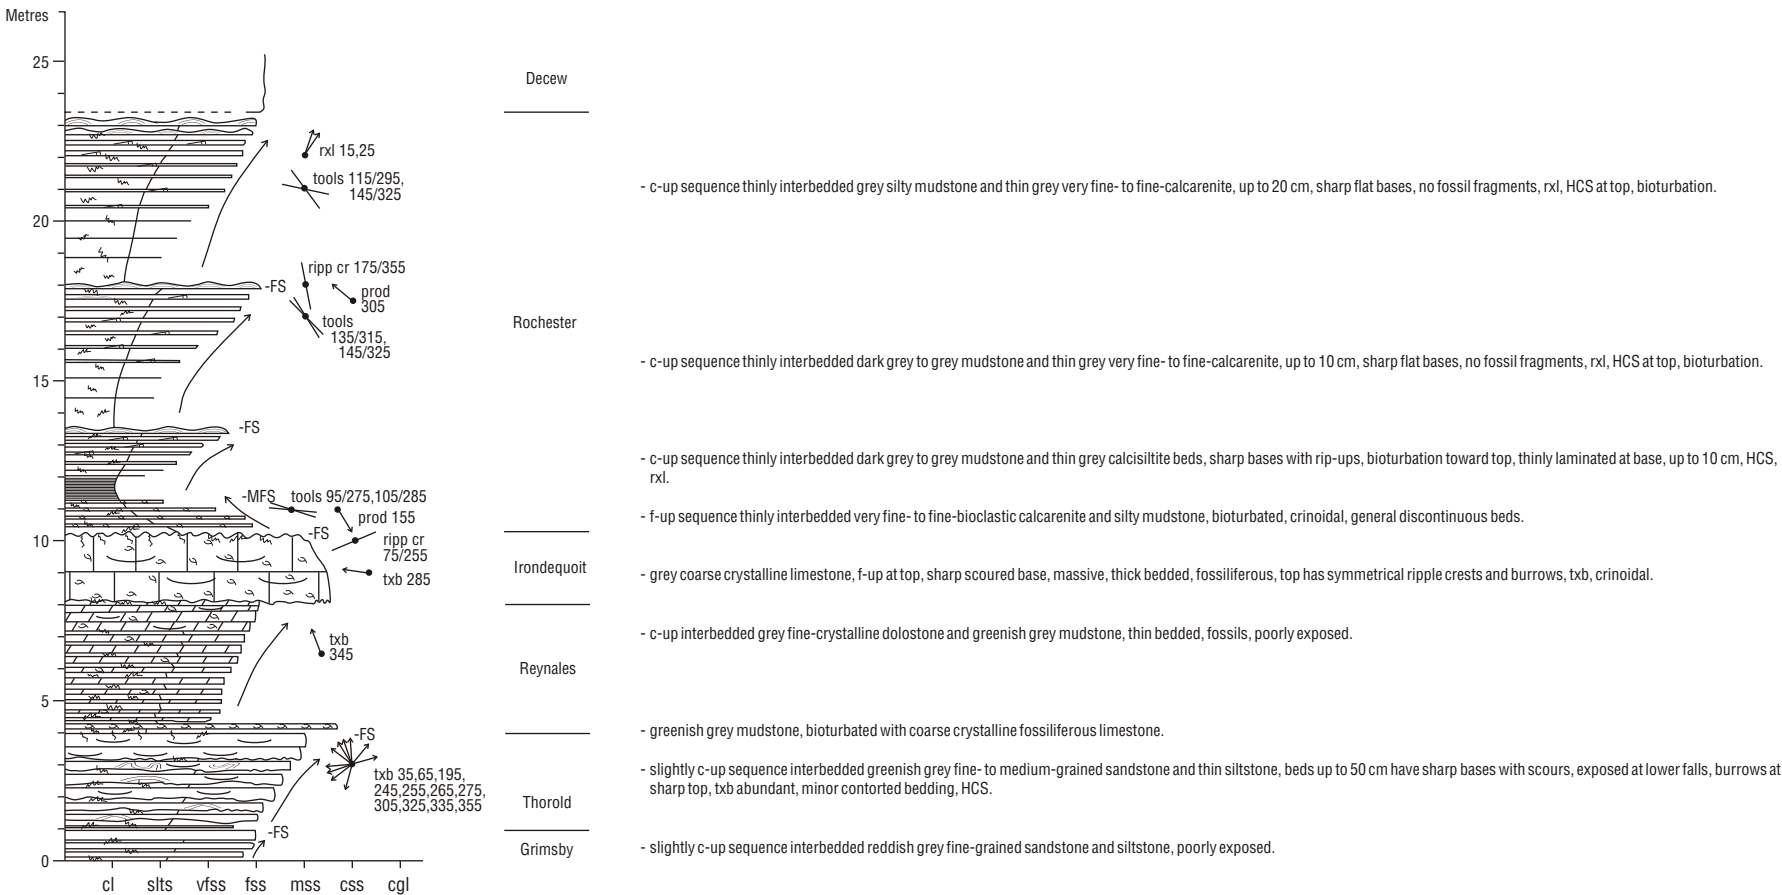 Metres
25
Decew
rxl 15,25
tools 115/295,
145/325
- c-up sequence thinly interbedded grey silty mudstone and thin grey very fine- to fine-calcarenite, up to 20 cm, sharp flat bases, no fossil fragments, rxl, HCS at top, bioturbation.
20
ripp cr 175/355
-FS
prod
305
tools
135/315,
145/325
Rochester
- c-up sequence thinly interbedded dark grey to grey mudstone and thin grey very fine- to fine-calcarenite, up to 10 cm, sharp flat bases, no fossil fragments, rxl, HCS at top, bioturbation.
15
-FS
- c-up sequence thinly interbedded dark grey to grey mudstone and thin grey calcisiltite beds, sharp bases with rip-ups, bioturbation toward top, thinly laminated at base, up to 10 cm, HCS,
rxl.
-MFS
tools 95/275,105/285
prod 155
- f-up sequence thinly interbedded very fine- to fine-bioclastic calcarenite and silty mudstone, bioturbated, crinoidal, general discontinuous beds.
-FS
10
ripp cr
75/255
txb 285
Irondequoit
- grey coarse crystalline limestone, f-up at top, sharp scoured base, massive, thick bedded, fossiliferous, top has symmetrical ripple crests and burrows, txb, crinoidal.
- c-up interbedded grey fine-crystalline dolostone and greenish grey mudstone, thin bedded, fossils, poorly exposed.
txb
345
Reynales
5
- greenish grey mudstone, bioturbated with coarse crystalline fossiliferous limestone.
-FS
txb 35,65,195,
245,255,265,275,
305,325,335,355
- slightly c-up sequence interbedded greenish grey fine- to medium-grained sandstone and thin siltstone, beds up to 50 cm have sharp bases with scours, exposed at lower falls, burrows at
sharp top, txb abundant, minor contorted bedding, HCS.
Thorold
-FS
Grimsby
- slightly c-up sequence interbedded reddish grey fine-grained sandstone and siltstone, poorly exposed.
0
cl slts vfss fss mss css cgl